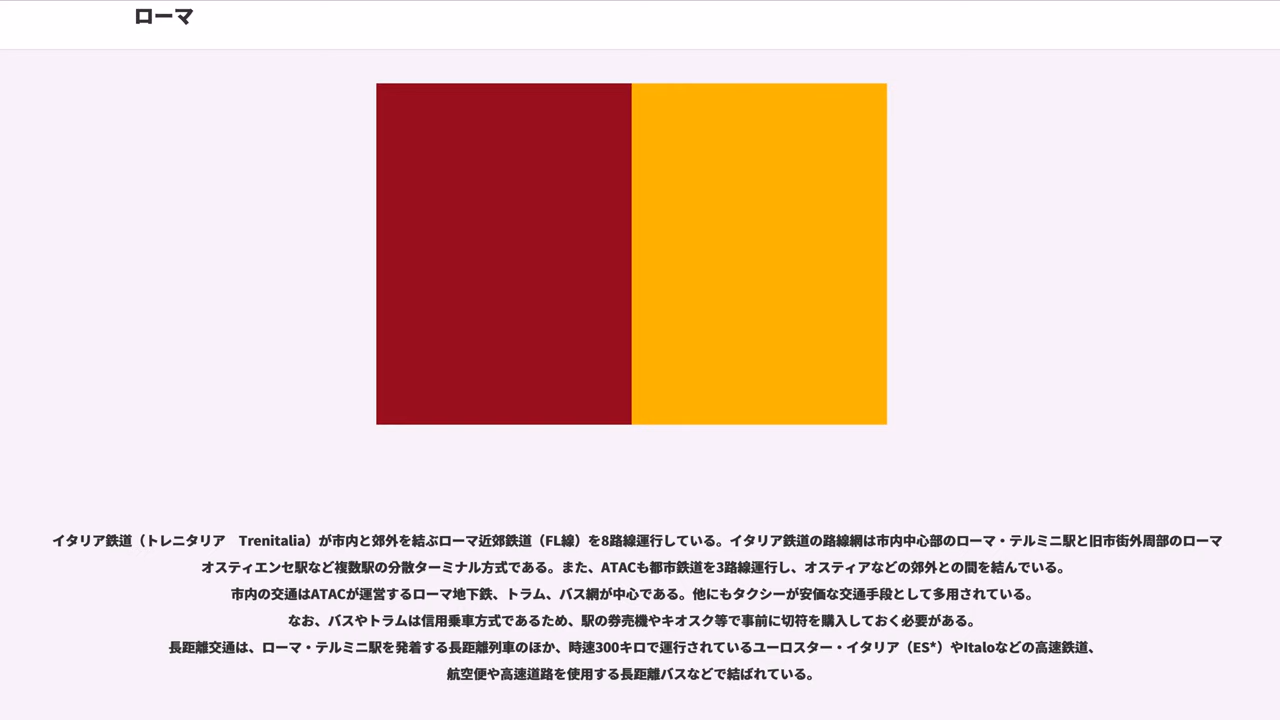 ローマ
イタリア鉄道（トレニタリア　Trenitalia）が市内と郊外を結ぶローマ近郊鉄道（FL線）を8路線運行している。イタリア鉄道の路線網は市内中心部のローマ・テルミニ駅と旧市街外周部のローマ
オスティエンセ駅など複数駅の分散ターミナル方式である。また、ATACも都市鉄道を3路線運行し、オスティアなどの郊外との間を結んでいる。
市内の交通はATACが運営するローマ地下鉄、トラム、バス網が中心である。他にもタクシーが安価な交通手段として多用されている。
なお、バスやトラムは信用乗車方式であるため、駅の券売機やキオスク等で事前に切符を購入しておく必要がある。
長距離交通は、ローマ・テルミニ駅を発着する長距離列車のほか、時速300キロで運行されているユーロスター・イタリア（ES*）やItaloなどの高速鉄道、
航空便や高速道路を使用する長距離バスなどで結ばれている。